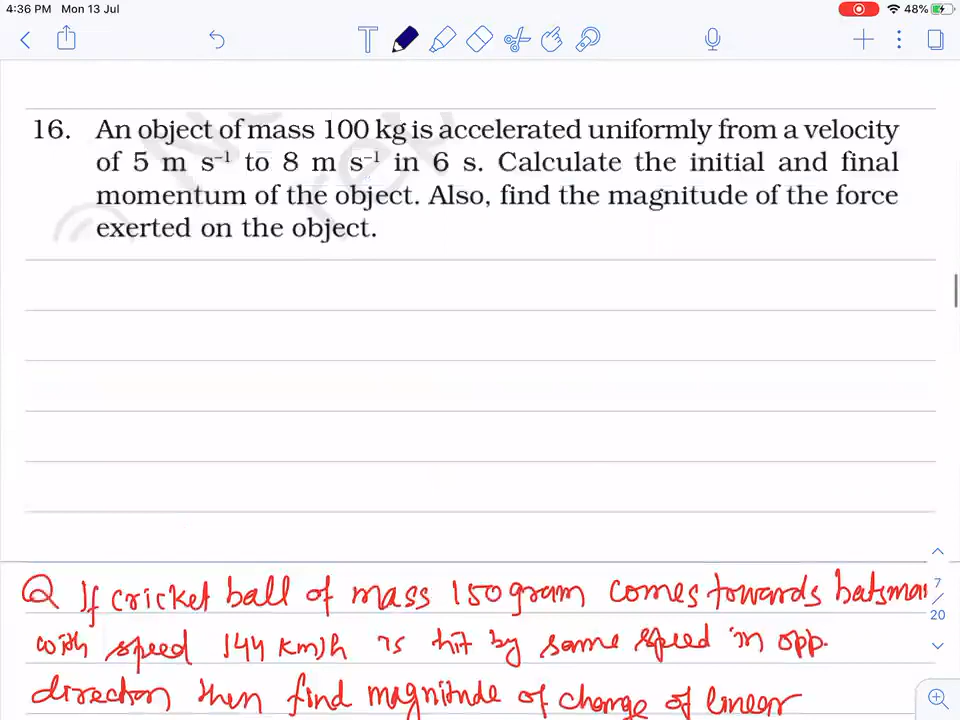 4:36 PM Mon 13 Jul
48%
T
16. An object of mass 100 kg is accelerated uniformly from a velocity
of 5 m s⁻¹ to 8 m s⁻¹ in 6 s. Calculate the initial and final
momentum of the object. Also, find the magnitude of the force
exerted on the object.
Q If cricket ball of mass 150 gram comes towards batsman
with speed 144 km/h is hit by same speed in opp.
direction then find magnitude of change of linear
7
/
20